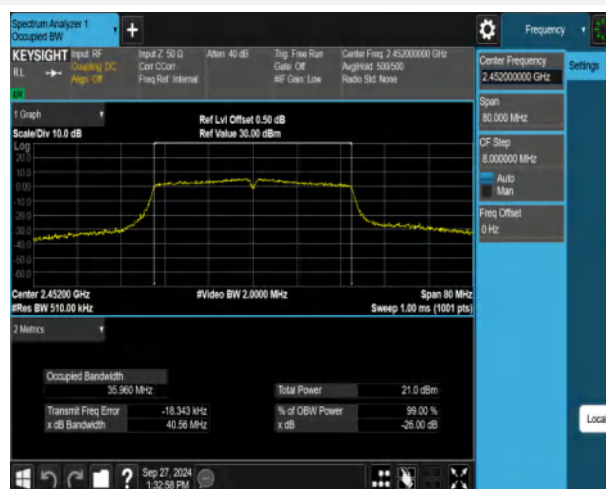 Spectrum Analyzer 1
Occupied BW
+
Frequency
KEYSIGHT
Input: RF
Input Z: 50 Ω
Atten: 40 dB
Trig: Free Run
Center Freq: 2.452000000 GHz
RL
Coupling: DC
Corr CCorr
Gate: Off
Avg|Hold: 500/500
Align: Off
Freq Ref: Internal
#IF Gain: Low
Radio Std: None
Center Frequency
2.452000000 GHz
Settings
Span
80.000 MHz
CF Step
8.000000 MHz
Auto
Man
Freq Offset
0 Hz
1 Graph
Ref Lvl Offset 0.50 dB
Scale/Div 10.0 dB
Ref Value 30.00 dBm
Log
20.0
10.0
0.00
-10.0
-20.0
-30.0
-40.0
-50.0
-60.0
Center 2.45200 GHz
#Video BW 2.0000 MHz
Span 80 MHz
#Res BW 510.00 kHz
Sweep 1.00 ms (1001 pts)
2 Metrics
Occupied Bandwidth
35.960 MHz
Total Power
21.0 dBm
Transmit Freq Error
-18.343 kHz
% of OBW Power
99.00 %
x dB Bandwidth
40.56 MHz
x dB
-26.00 dB
Local
?
Sep 27, 2024
1:32:58 PM